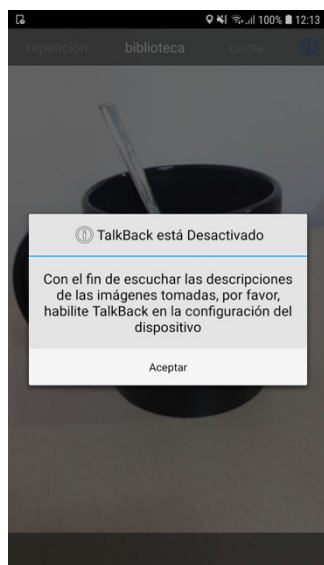 100% 12:13
repetición biblioteca cuota
TalkBack está Desactivado
Con el fin de escuchar las descripciones
de las imágenes tomadas, por favor,
habilite TalkBack en la configuración del
dispositivo
Aceptar